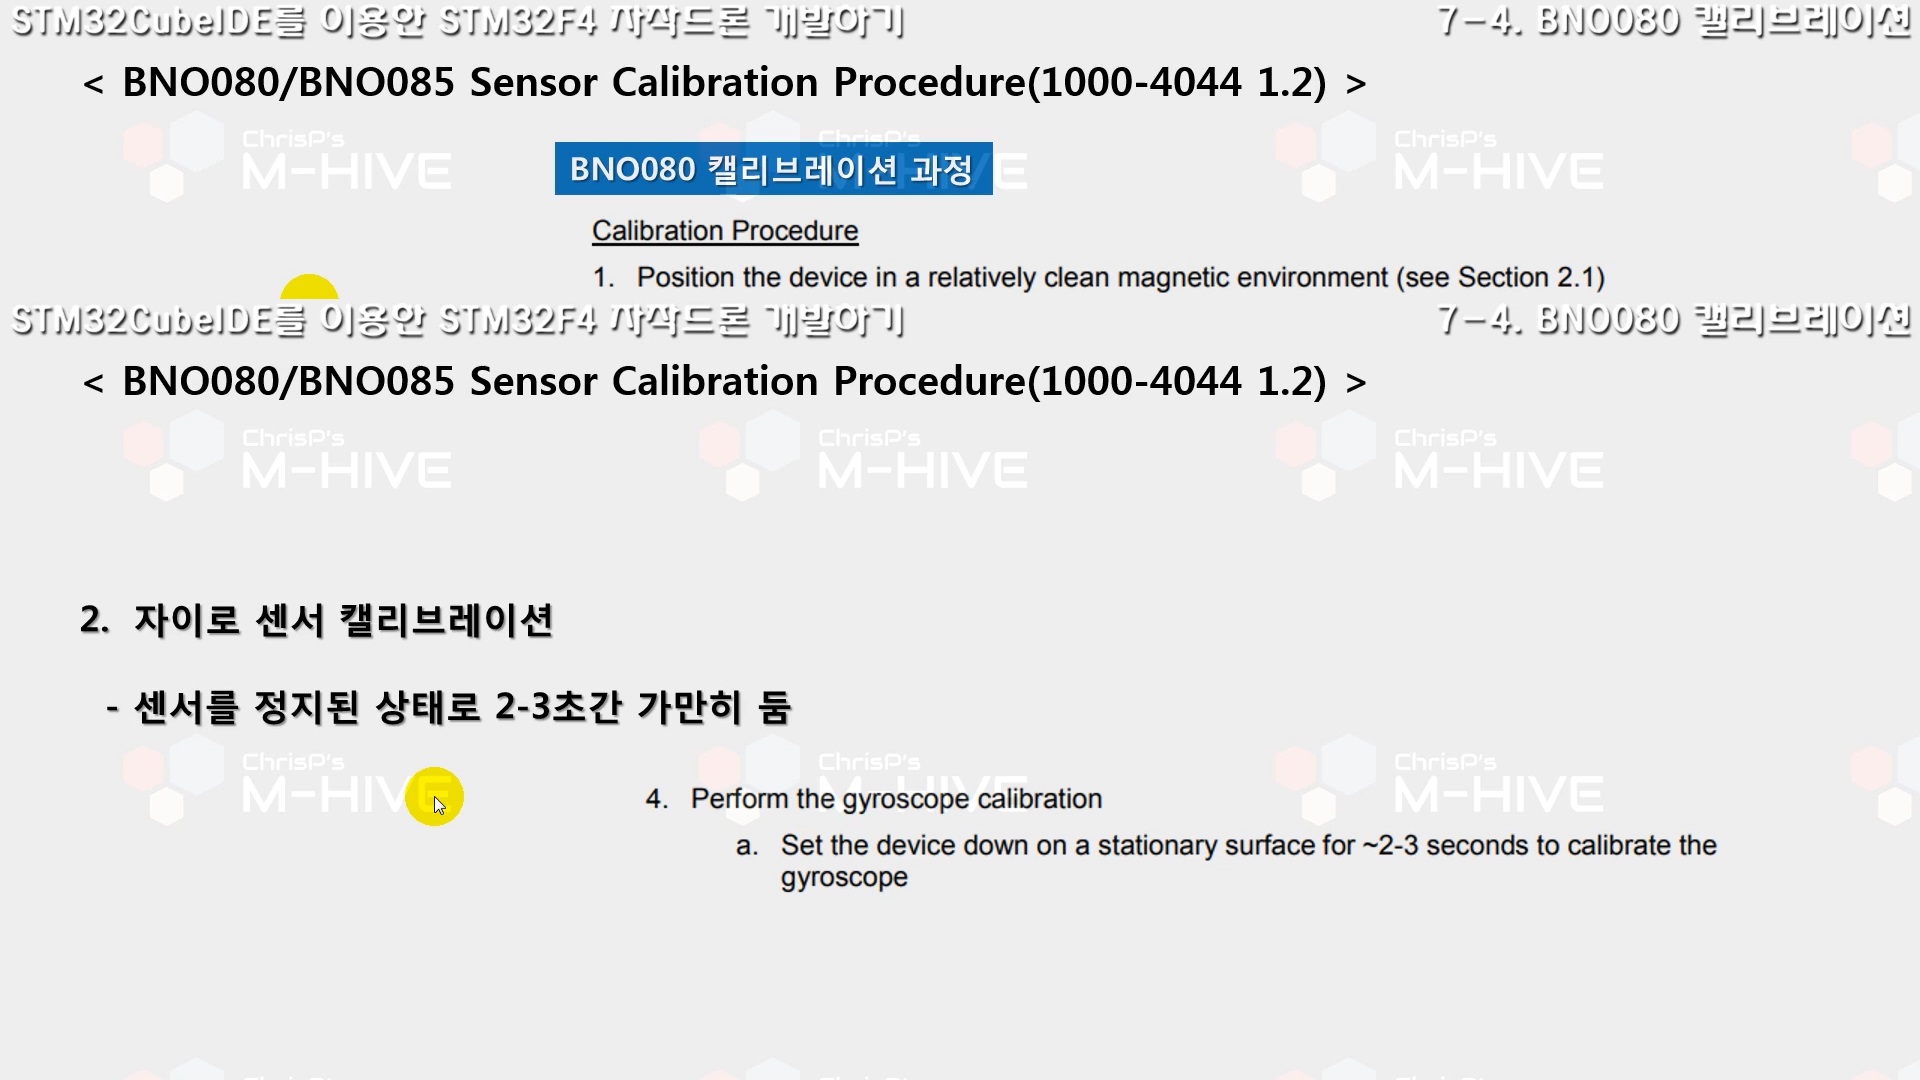 STM32CubeIDE를 이용한 STM32F4 자작드론 개발하기
7-4. BNO080 캘리브레이션
< BNO080/BNO085 Sensor Calibration Procedure(1000-4044 1.2) >
ChrisP's
M-HIVE
ChrisP's
ChrisP's
M-HIVE
BNO080 캘리브레이션 과정
Calibration Procedure
1. Position the device in a relatively clean magnetic environment (see Section 2.1)
STM32CubeIDE를 이용한 STM32F4 자작드론 개발하기
7-4. BNO080 캘리브레이션
< BNO080/BNO085 Sensor Calibration Procedure(1000-4044 1.2) >
ChrisP's
M-HIVE
ChrisP's
M-HIVE
ChrisP's
M-HIVE
2. 자이로 센서 캘리브레이션
- 센서를 정지된 상태로 2-3초간 가만히 둠
ChrisP's
M-HIVE
ChrisP's
M-HIVE
ChrisP's
M-HIVE
4. Perform the gyroscope calibration
a. Set the device down on a stationary surface for ~2-3 seconds to calibrate the
gyroscope